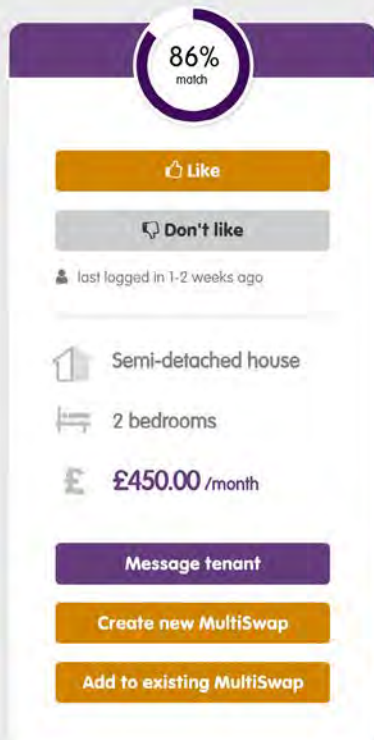 86%
match
Like
Don't like
last logged in 1-2 weeks ago
Semi-detached house
2 bedrooms
£ £450.00 /month
Message tenant
Create new MultiSwap
Add to existing MultiSwap